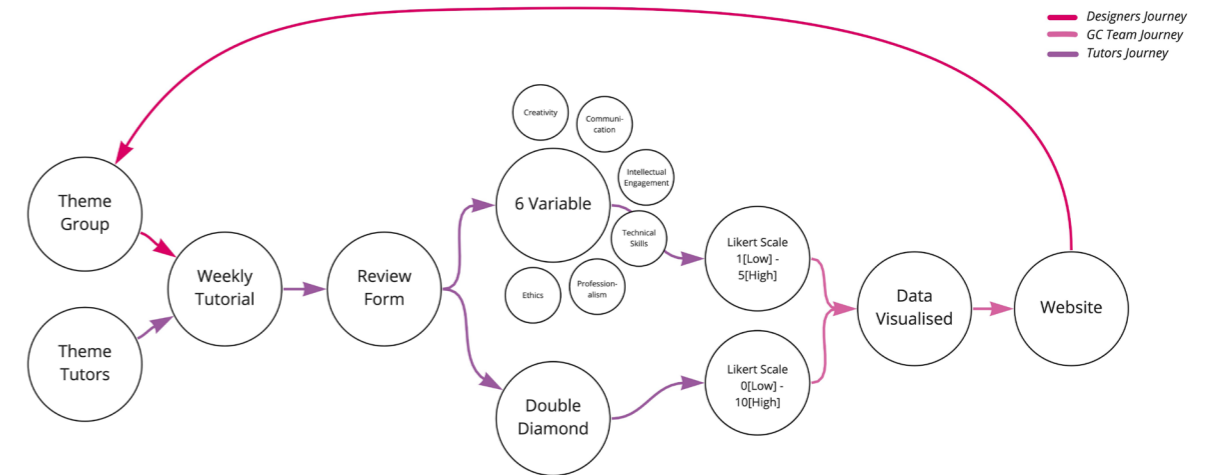 Designers Journey
GC Team Journey
Tutors Journey
Theme
Group
Theme
Tutors
Weekly
Tutorial
Review
Form
6 Variable
Creativity
Communi-
cation
Intellectual
Engagement
Technical
Skills
Profession-
alism
Ethics
Double
Diamond
Likert Scale
1[Low] -
5[High]
Likert Scale
0[Low] -
10[High]
Data
Visualised
Website